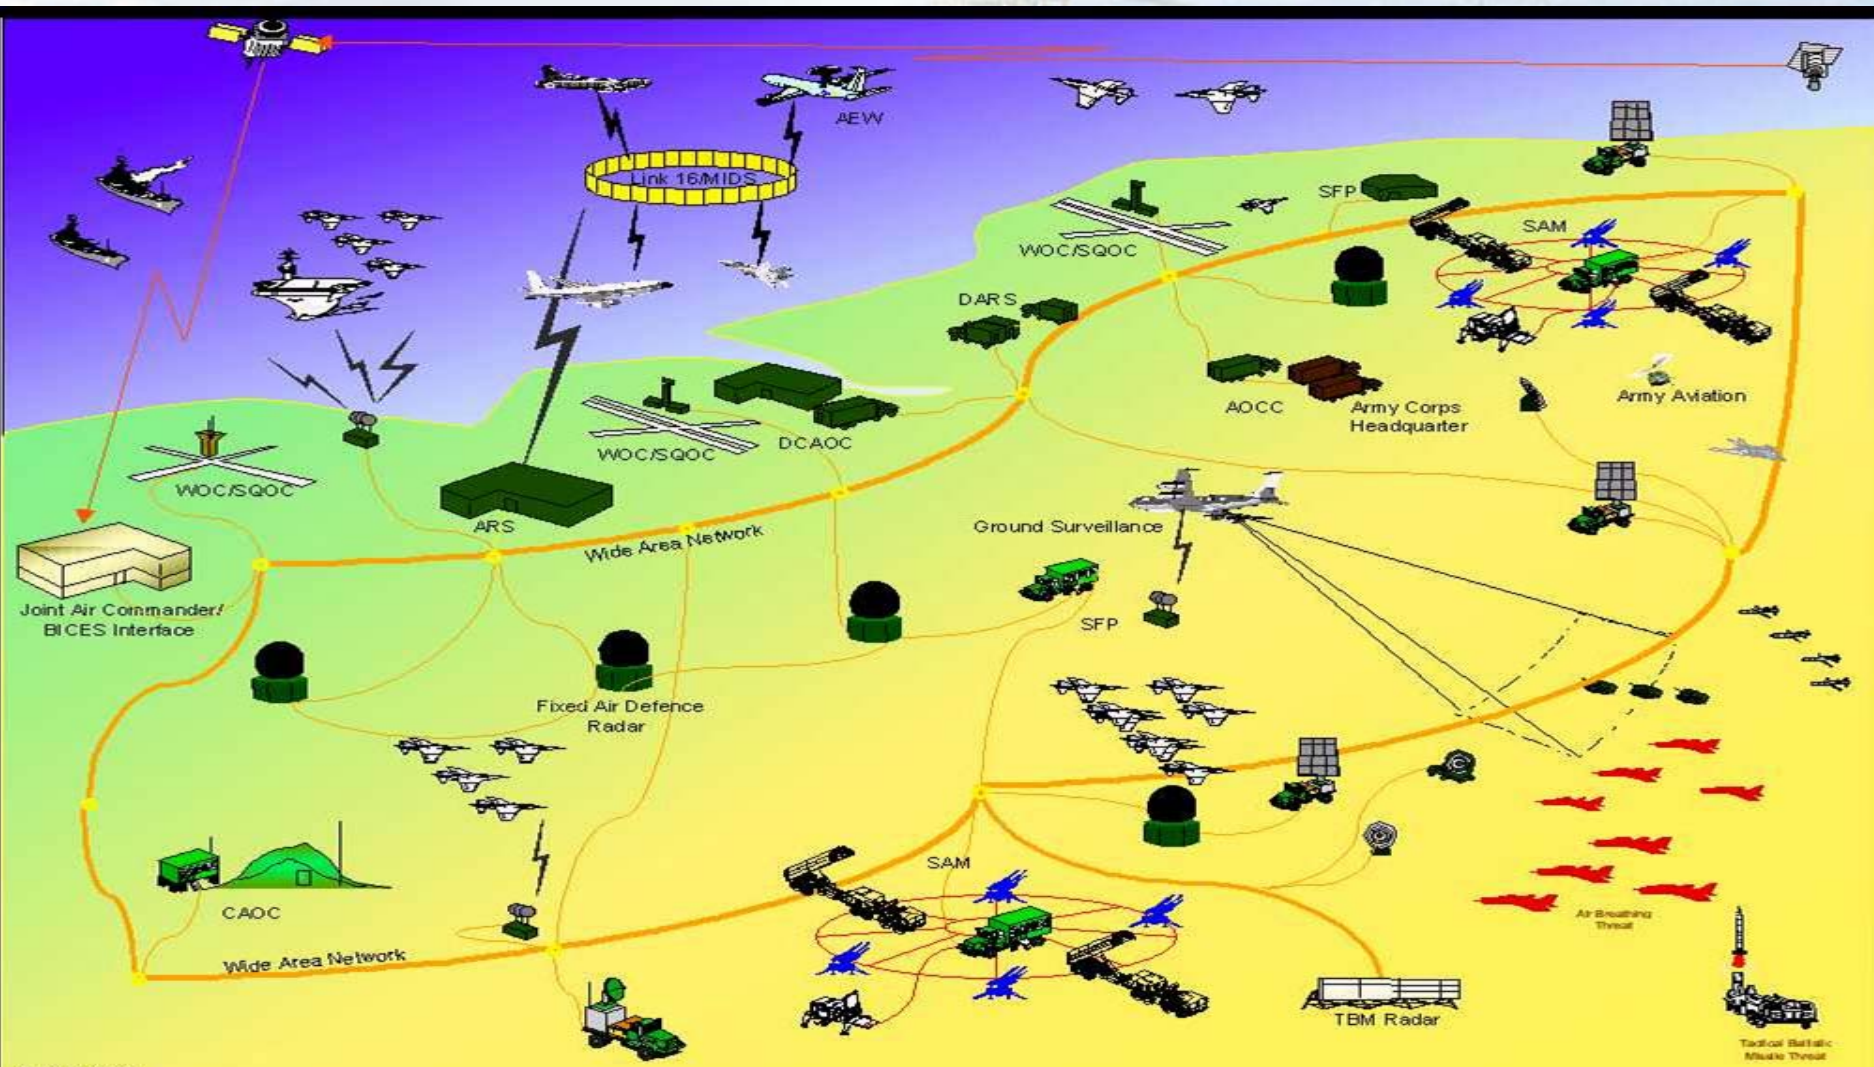 AEW
Link 16/MIDS
SFP
SAM
WOC/SQOC
DARS
AOCC
Army Corps
Headquarter
Army Aviation
DCAOC
WOC/SQOC
WOC/SQOC
ARS
Wide Area Network
Ground Surveillance
Joint Air Commander/
BICES Interface
SFP
Fixed Air Defence
Radar
SAM
CAOC
Air Breathing
Threat
Wide Area Network
TBM Radar
Tactical Ballistic
Missile Threat